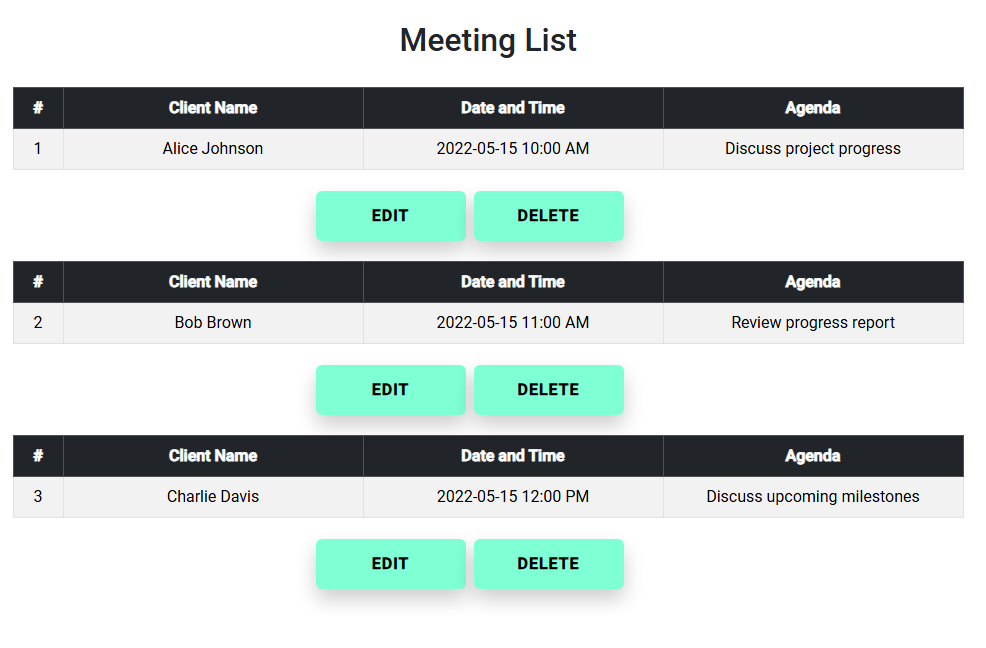 Meeting List
# Client Name Date and Time Agenda
1 Alice Johnson 2022-05-15 10:00 AM Discuss project progress
EDIT DELETE
# Client Name Date and Time Agenda
2 Bob Brown 2022-05-15 11:00 AM Review progress report
EDIT DELETE
# Client Name Date and Time Agenda
3 Charlie Davis 2022-05-15 12:00 PM Discuss upcoming milestones
EDIT DELETE